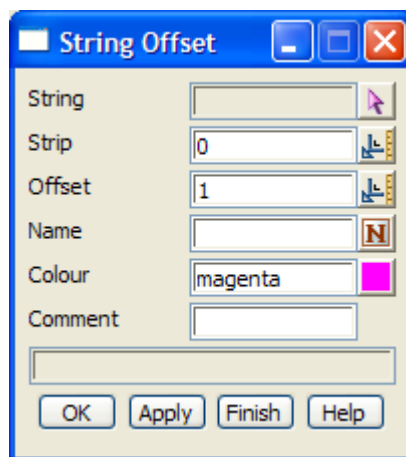 String Offset
String
Strip 0
Offset 1
Name N
Colour magenta
Comment
OK Apply Finish Help